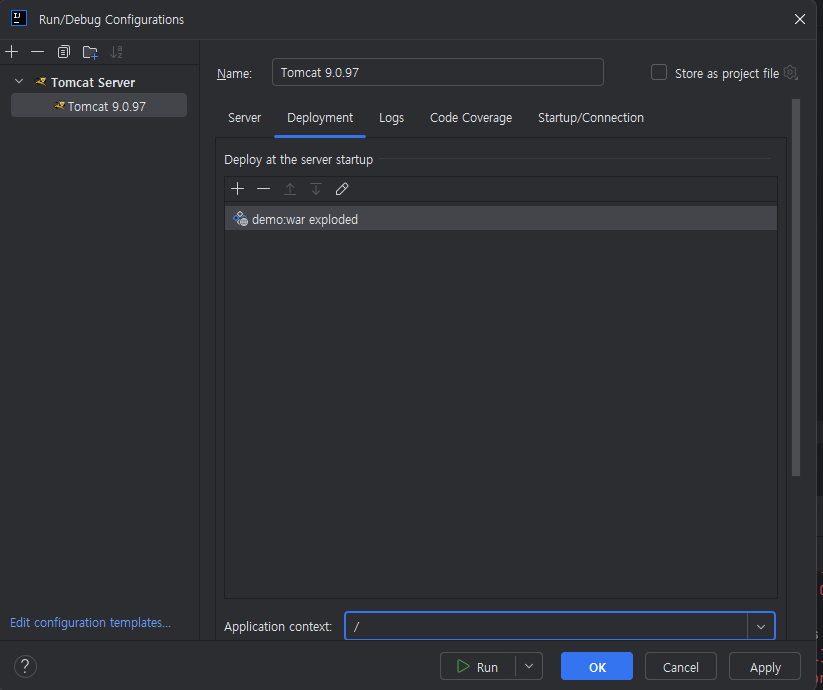 Run/Debug Configurations
Tomcat Server
Tomcat 9.0.97
Name: Tomcat 9.0.97 Store as project file
Server Deployment Logs Code Coverage Startup/Connection
Deploy at the server startup
demo:war exploded
Application context: /
Edit configuration templates...
? Run OK Cancel Apply